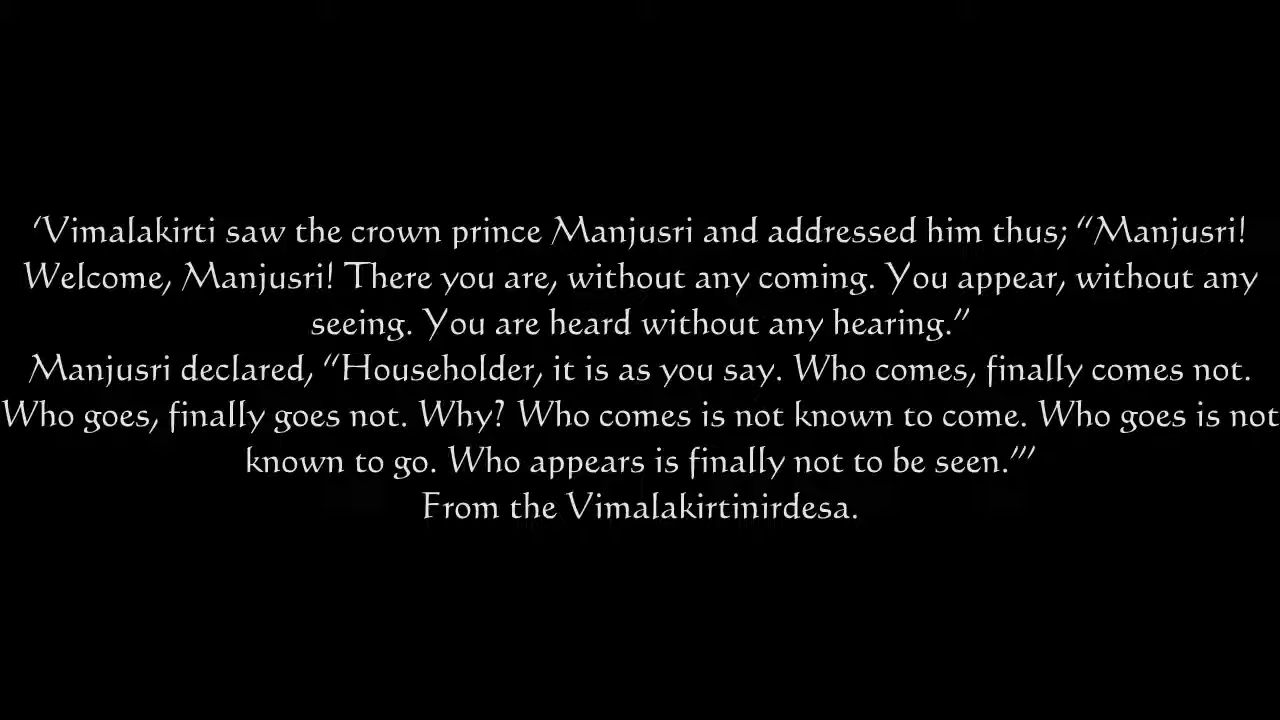 ‘Vimalakirti saw the crown prince Manjusri and addressed him thus; “Manjusri!
Welcome, Manjusri! There you are, without any coming. You appear, without any
seeing. You are heard without any hearing.”
Manjusri declared, “Householder, it is as you say. Who comes, finally comes not.
Who goes, finally goes not. Why? Who comes is not known to come. Who goes is not
known to go. Who appears is finally not to be seen.”’
From the Vimalakirtinirdesa.